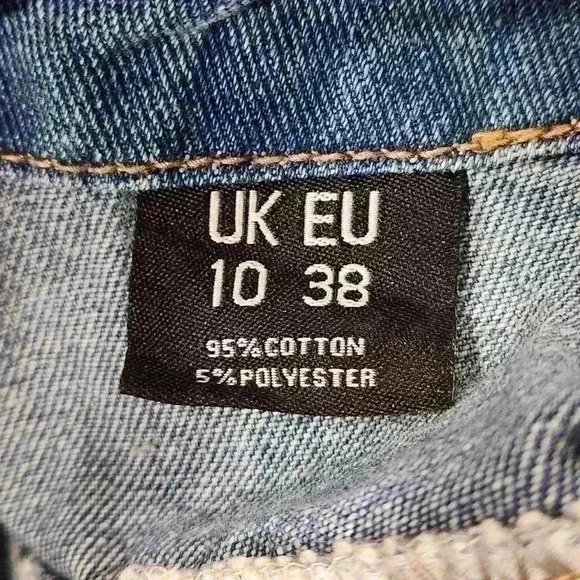 UK EU
10 38
95%COTTON
5%POLYESTER